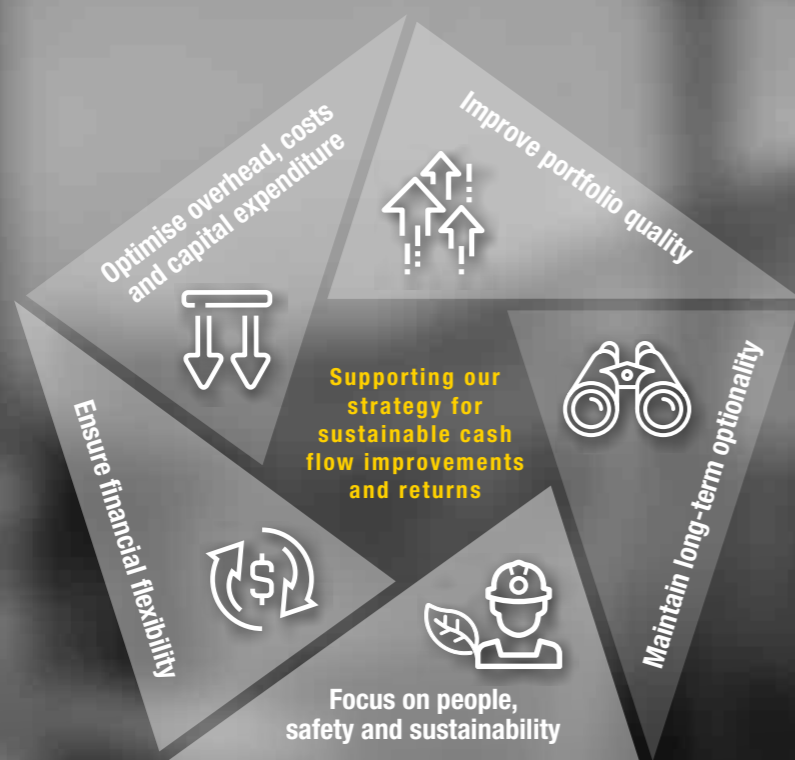 Optimise overhead, costs
and capital expenditure
Improve portfolio quality
Supporting our
strategy for
sustainable cash
flow improvements
and returns
Ensure financial flexibility
Maintain long-term optionality
$
Focus on people,
safety and sustainability